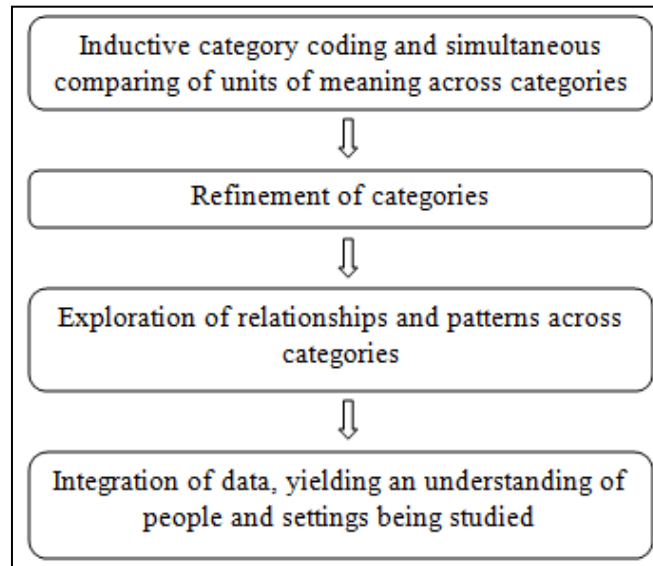 Inductive category coding and simultaneous
comparing of units of meaning across categories
Refinement of categories
Exploration of relationships and patterns across
categories
Integration of data, yielding an understanding of
people and settings being studied